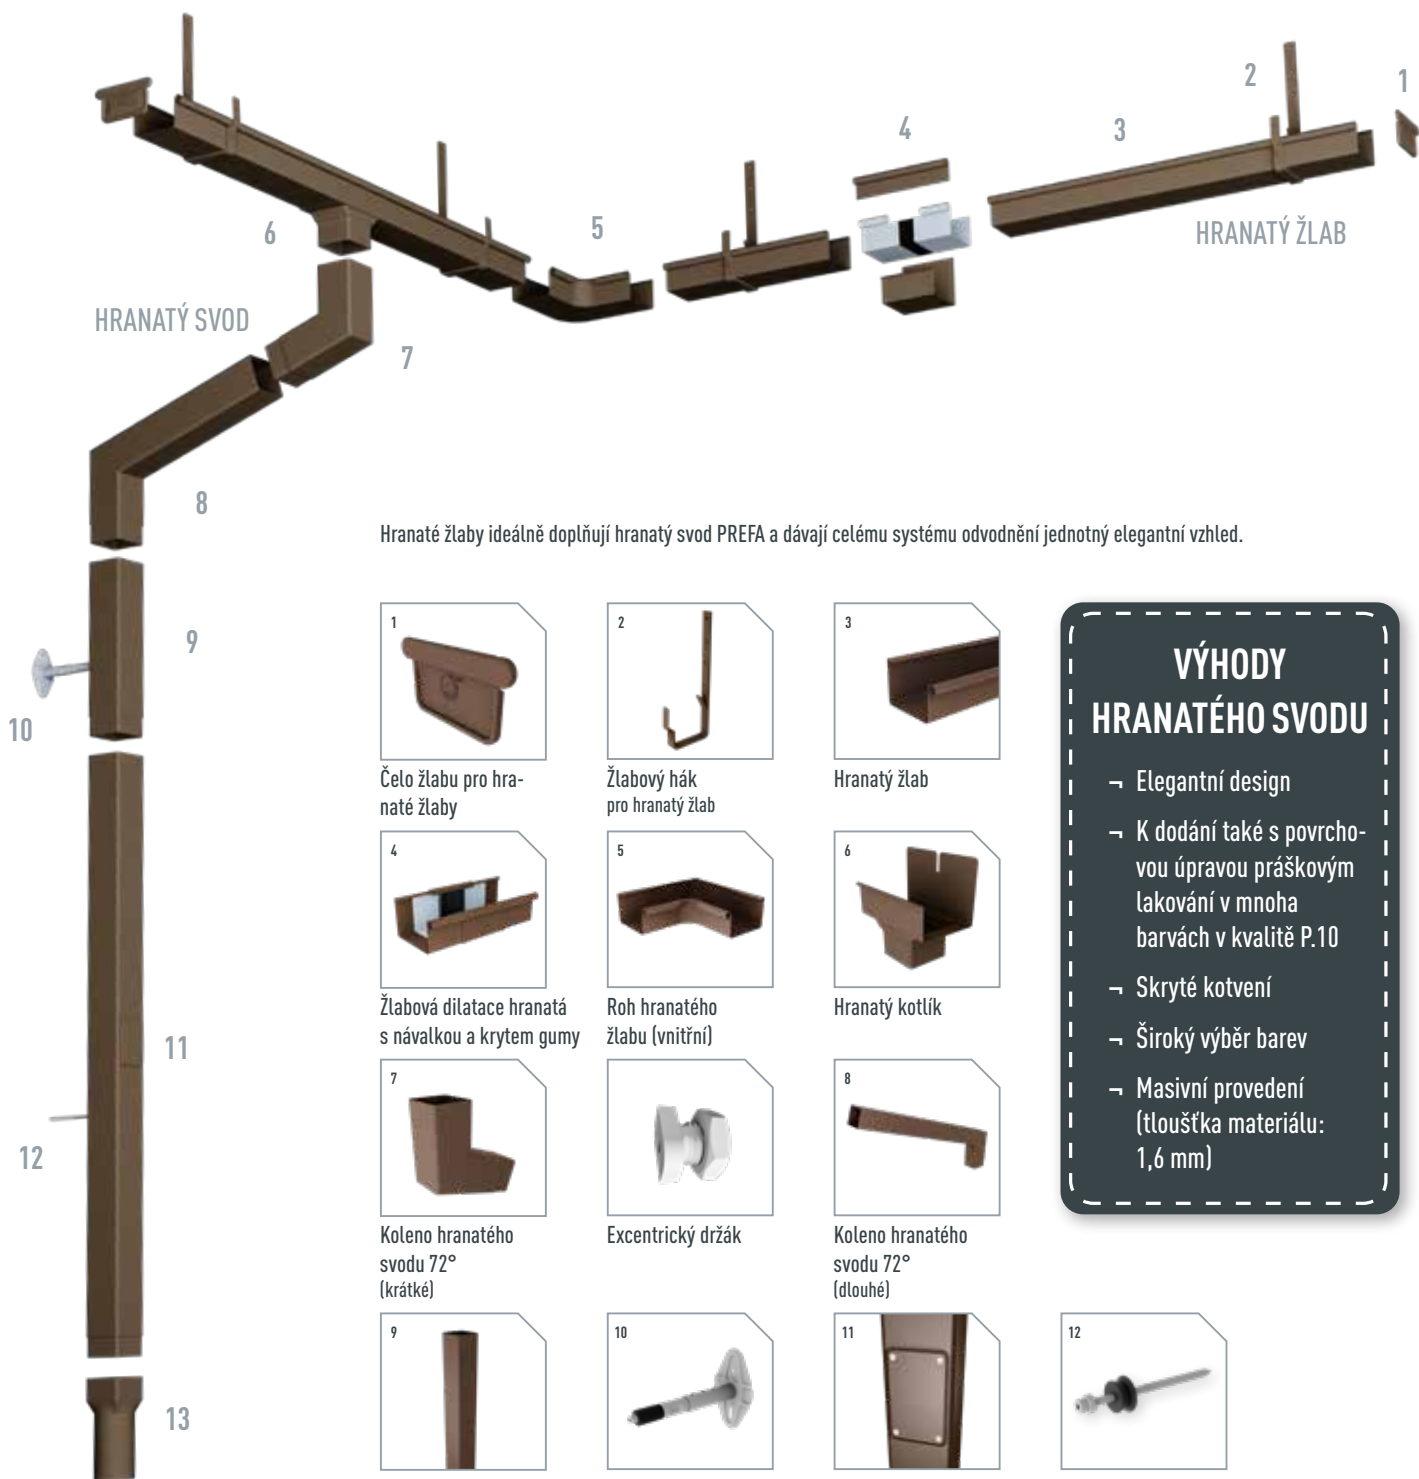 2
1
4
3
6
5
HRANATÝ ŽLAB
HRANATÝ SVOD
7
8
Hranaté žlaby ideálně doplňují hranatý svod PREFA a dávají celému systému odvodnění jednotný elegantní vzhled.
9
10
11
12
13
1
Čelo žlabu pro hra-
naté žlaby
2
Žlabový hák
pro hranatý žlab
3
Hranatý žlab
4
Žlabová dilatace hranatá
s návalkou a krytem gumy
5
Roh hranatého
žlabu (vnitřní)
6
Hranatý kotlík
7
Koleno hranatého
svodu 72°
(krátké)
Excentrický držák
8
Koleno hranatého
svodu 72°
(dlouhé)
9
10
11
12
VÝHODY
HRANATÉHO SVODU
¬ Elegantní design
¬ K dodání také s povrcho-
vou úpravou práškovým
lakování v mnoha
barvách v kvalitě P.10
¬ Skryté kotvení
¬ Široký výběr barev
¬ Masivní provedení
(tloušťka materiálu:
1,6 mm)